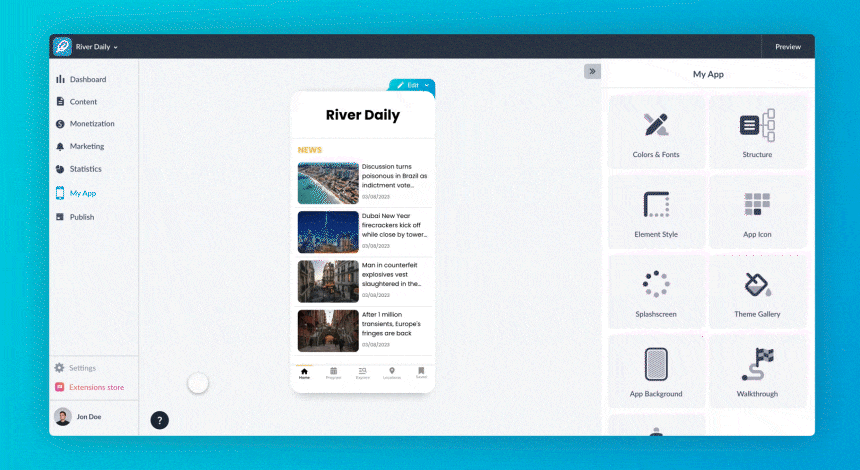 River Daily
Preview
Dashboard
Content
Monetization
Marketing
Statistics
My App
Publish
Settings
Extensions store
Jon Doe
?
Edit
River Daily
NEWS
Discussion turns
poisonous in Brazil as
indictment vote...
03/08/2023
Dubai New Year
firecrackers kick off
while close by tower...
03/08/2023
Man in counterfeit
explosives vest
slaughtered in the...
03/08/2023
After 1 million
transients, Europe's
fringes are back
03/08/2023
Home
Program
Locations
My App
Colors & Fonts
Structure
Element Style
App Icon
Splashscreen
Theme Gallery
App Background
Walkthrough